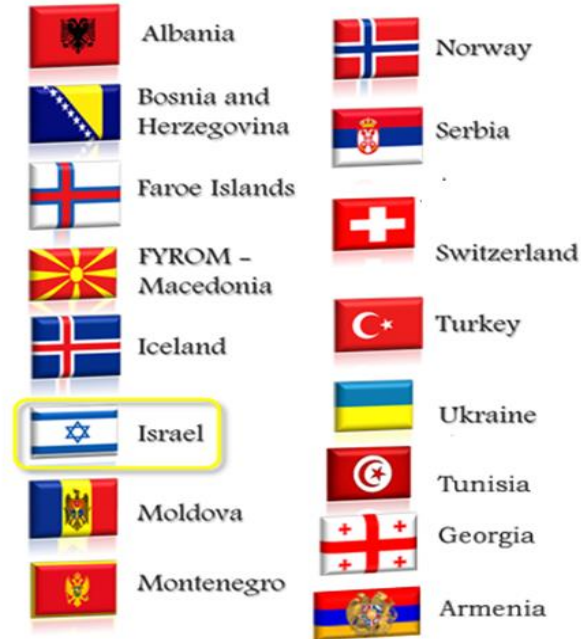 Albania
Bosnia and
Herzegovina
Faroe Islands
FYROM –
Macedonia
Iceland
Israel
Moldova
Montenegro
Norway
Serbia
Switzerland
Turkey
Ukraine
Tunisia
Georgia
Armenia